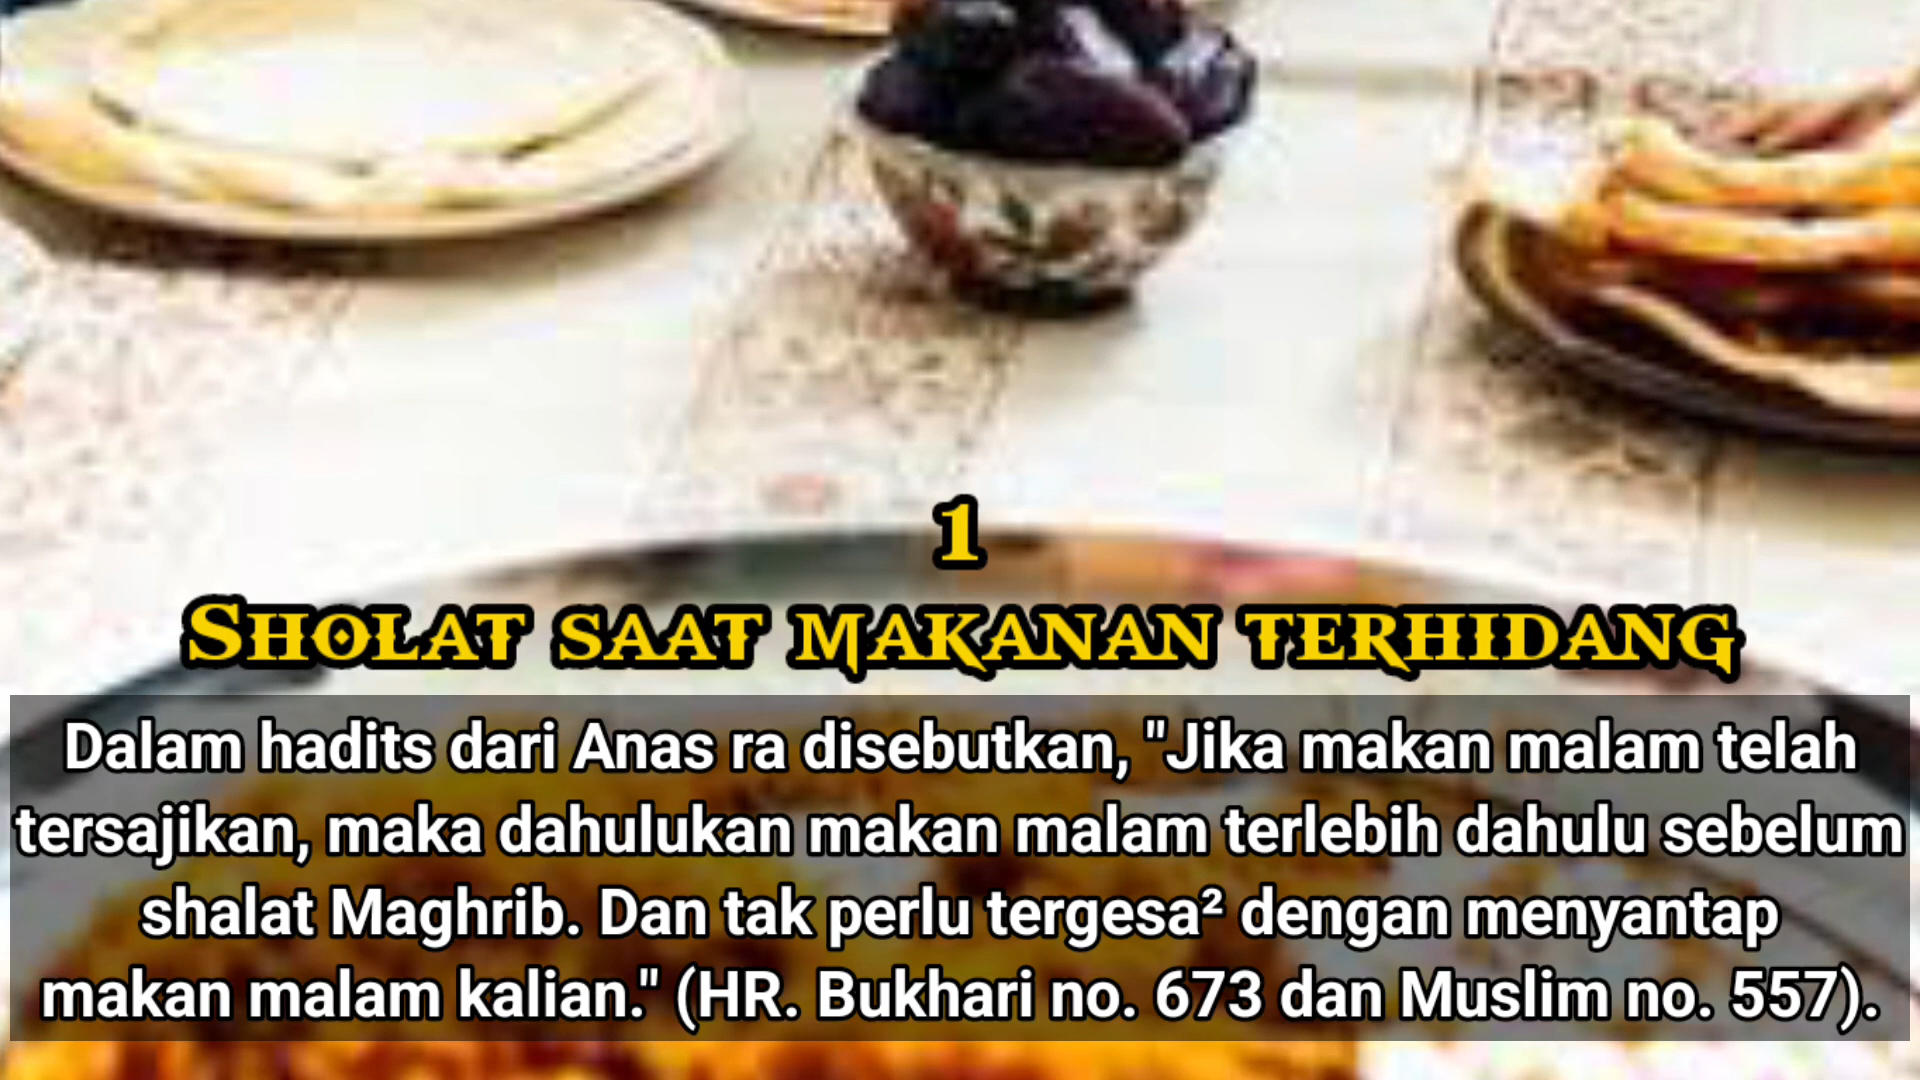 1
Sholat saat makanan terhidang
Dalam hadits dari Anas ra disebutkan, "Jika makan malam telah
tersajikan, maka dahulukan makan malam terlebih dahulu sebelum
shalat Maghrib. Dan tak perlu tergesa² dengan menyantap
makan malam kalian." (HR. Bukhari no. 673 dan Muslim no. 557).